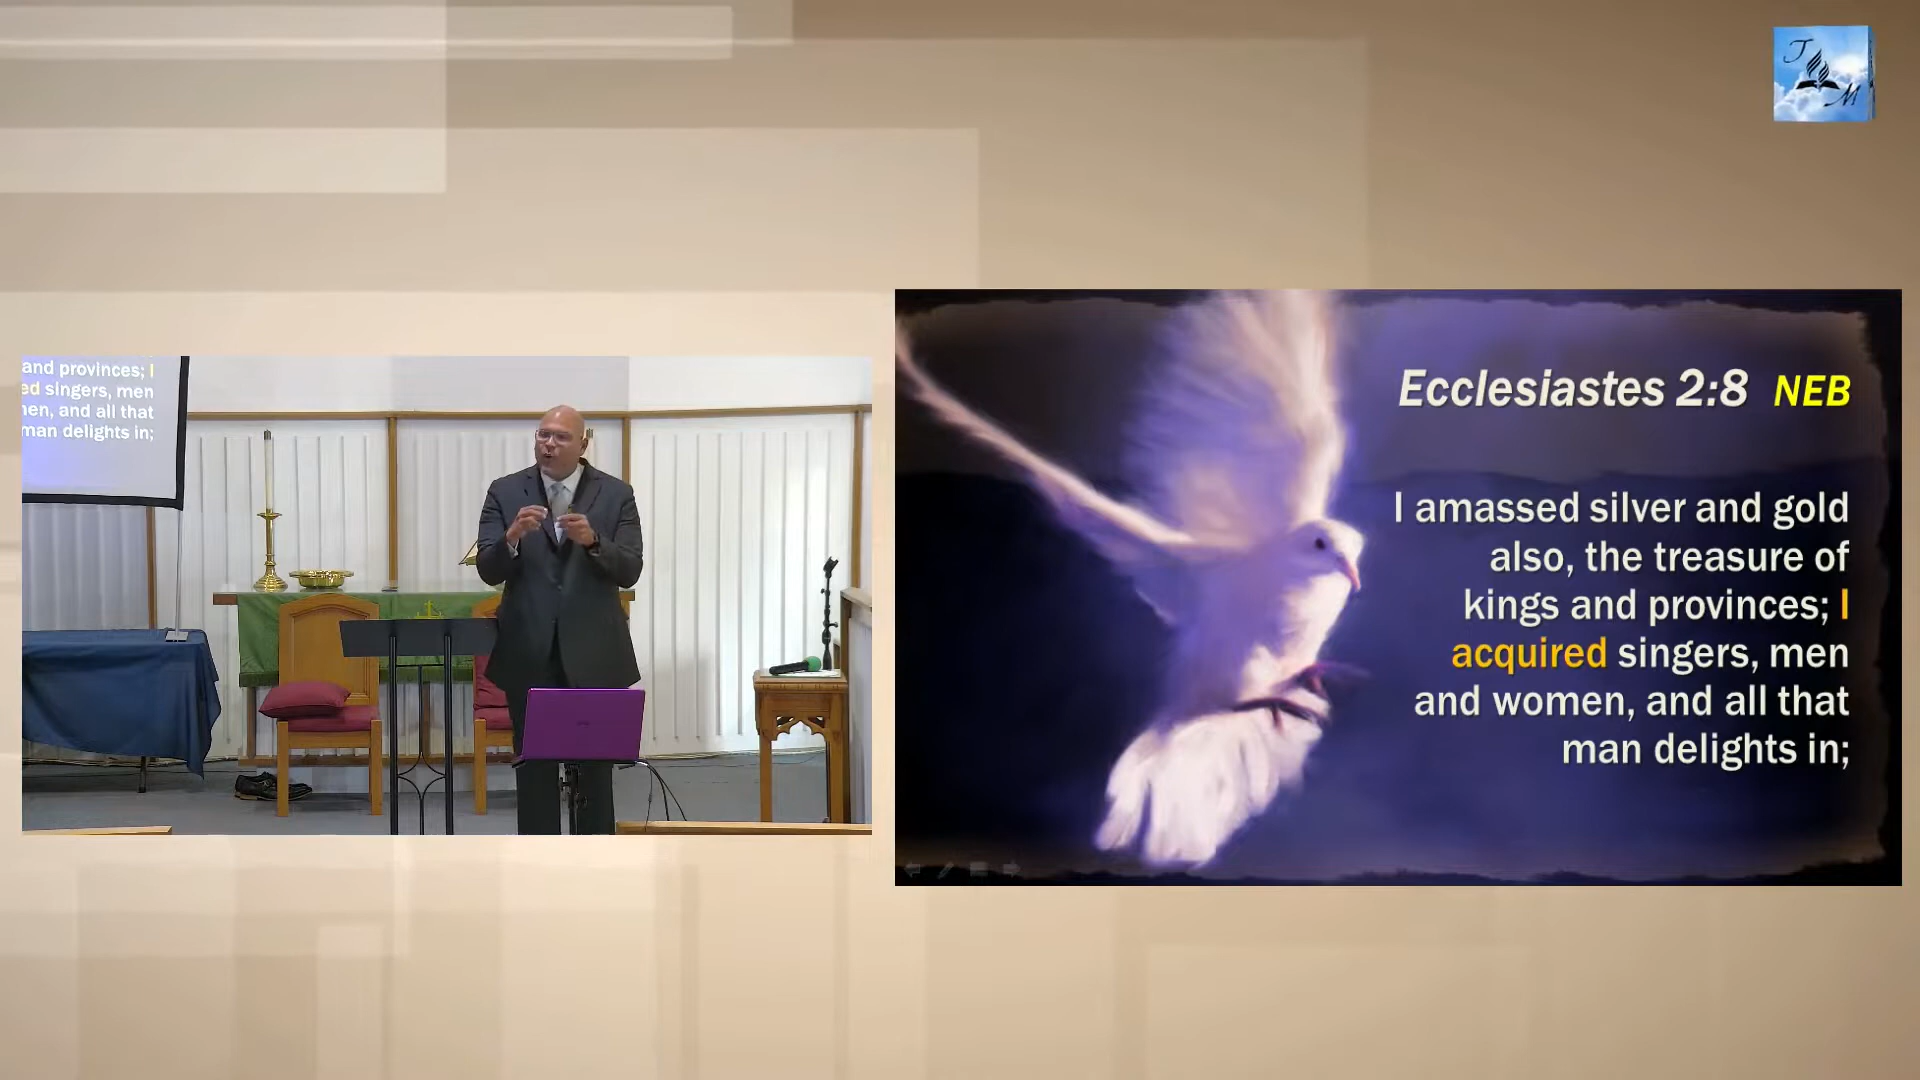 J
M
and provinces; I
ed singers, men
en, and all that
man delights in;
Ecclesiastes 2:8 NEB
I amassed silver and gold
also, the treasure of
kings and provinces; I
acquired singers, men
and women, and all that
man delights in;